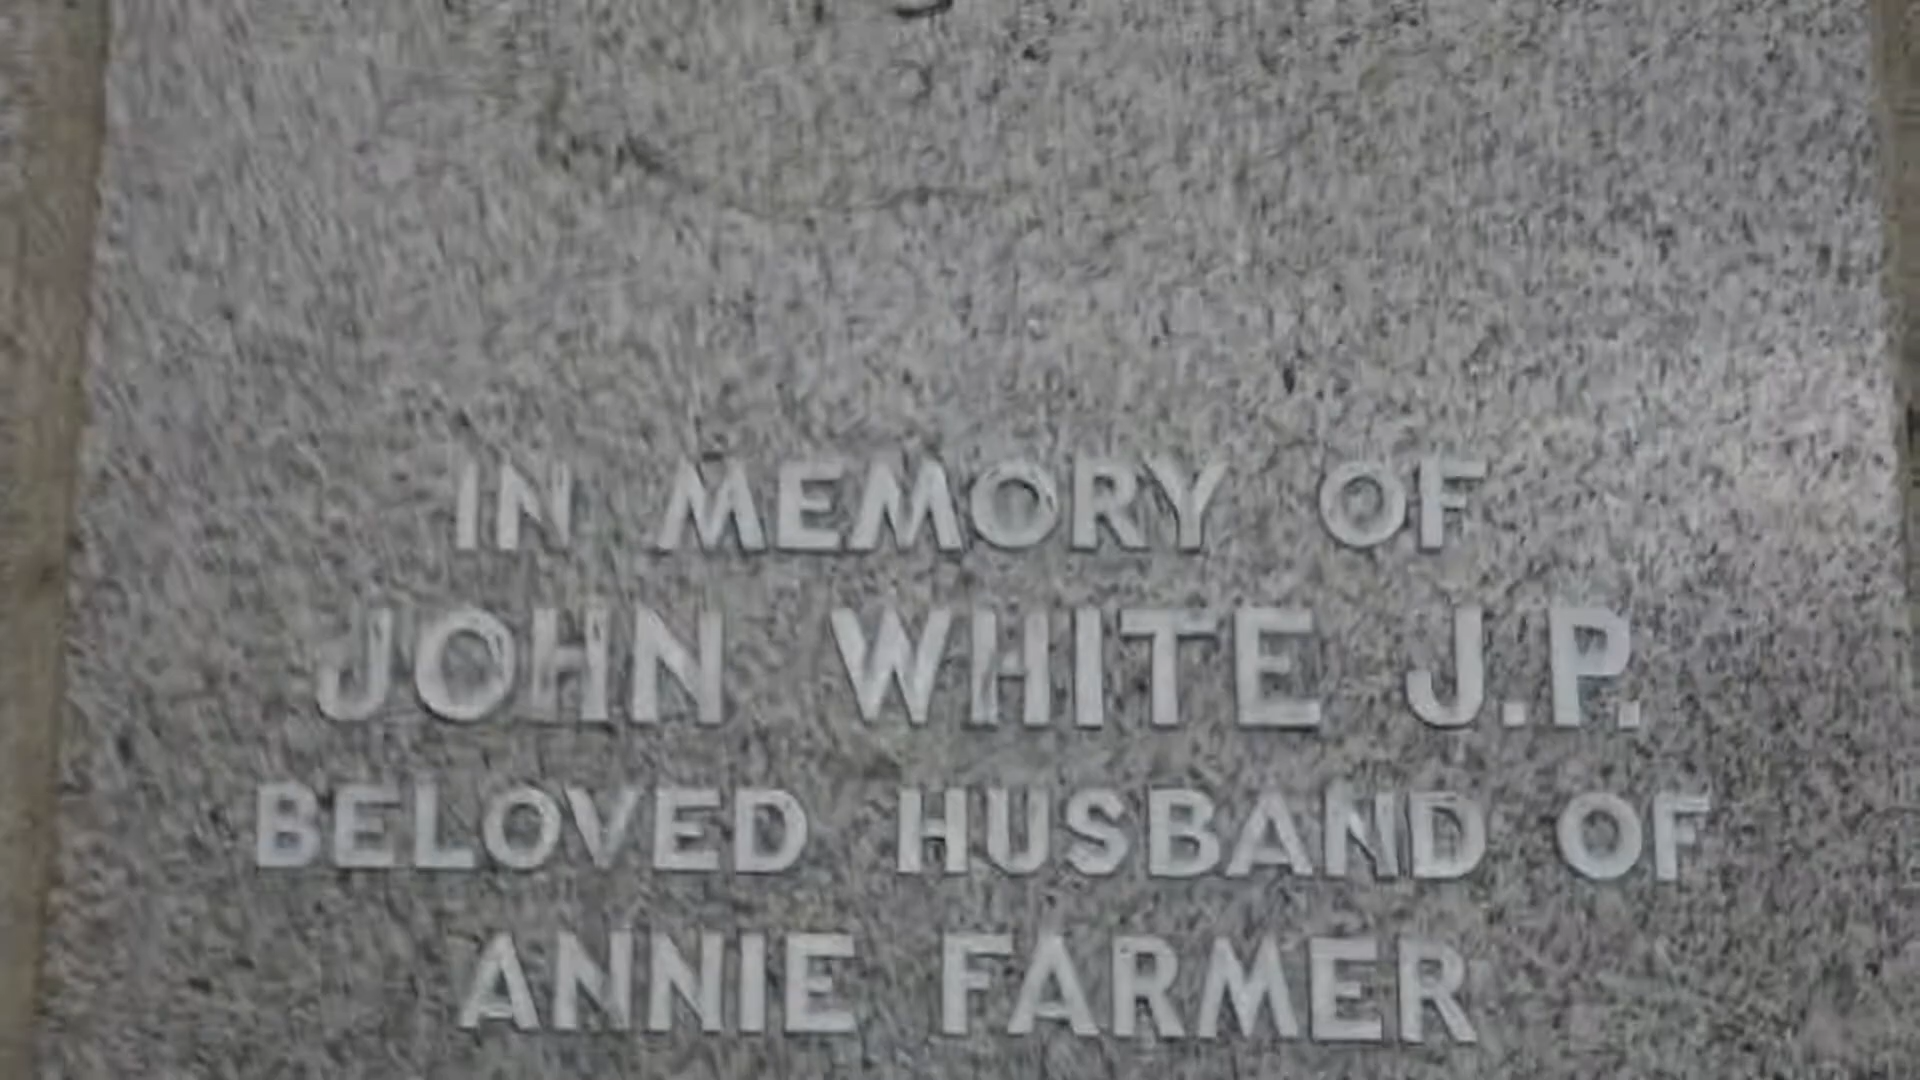 IN MEMORY OF
JOHN WHITE J.P.
BELOVED HUSBAND OF
ANNIE FARMER